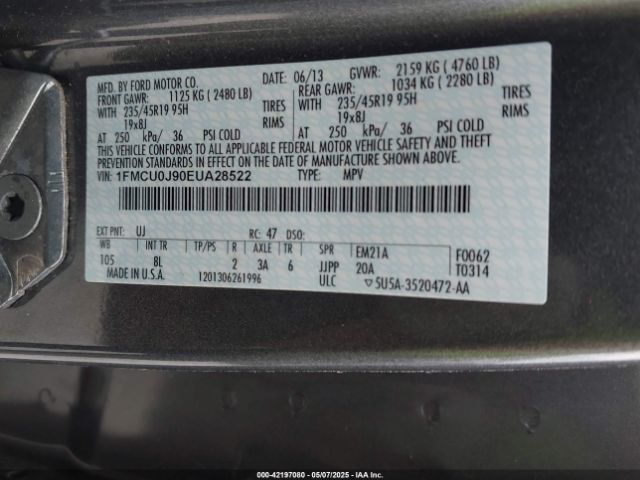 MFD. BY FORD MOTOR CO. DATE: 06/13 GVWR: 2159 KG ( 4760 LB)
FRONT GAWR: 1125 KG ( 2480 LB) REAR GAWR: 1034 KG ( 2280 LB)
WITH 235/45R19 95H TIRES WITH 235/45R19 95H TIRES
19x8J RIMS 19x8J RIMS
AT 250 kPa/ 36 PSI COLD AT 250 kPa/ 36 PSI COLD
THIS VEHICLE CONFORMS TO ALL APPLICABLE FEDERAL MOTOR VEHICLE SAFETY AND THEFT
PREVENTION STANDARDS IN EFFECT ON THE DATE OF MANUFACTURE SHOWN ABOVE.
VIN: 1FMCU0J90EUA28522 TYPE: MPV
EXT PNT: UJ RC: 47 DSO:
WB INT TR TP/PS R AXLE TR SPR EM21A F0062
105 8L 2 3A 6 JJPP 20A T0314
MADE IN U.S.A. 1201306261996 ULC ▽5U5A-3520472-AA
000-42197080 - 05/07/2025 - IAAI.COM